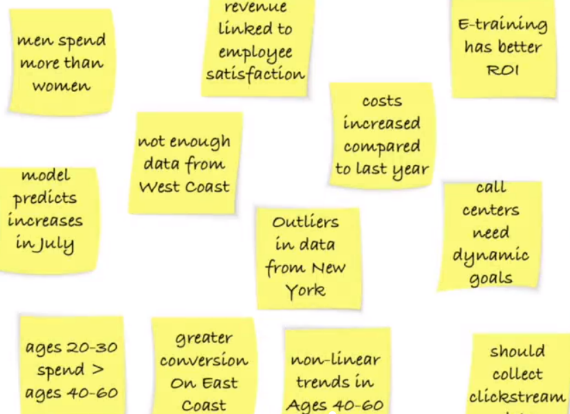 men spend
more than
women
revenue
linked to
employee
satisfaction
E-training
has better
ROI
not enough
data from
West Coast
costs
increased
compared
to last year
model
predicts
increases
in July
Outliers
in data
from New
York
call
centers
need
dynamic
goals
ages 20-30
spend >
ages 40-60
greater
conversion
On East
Coast
non-linear
trends in
Ages 40-60
should
collect
clickstream